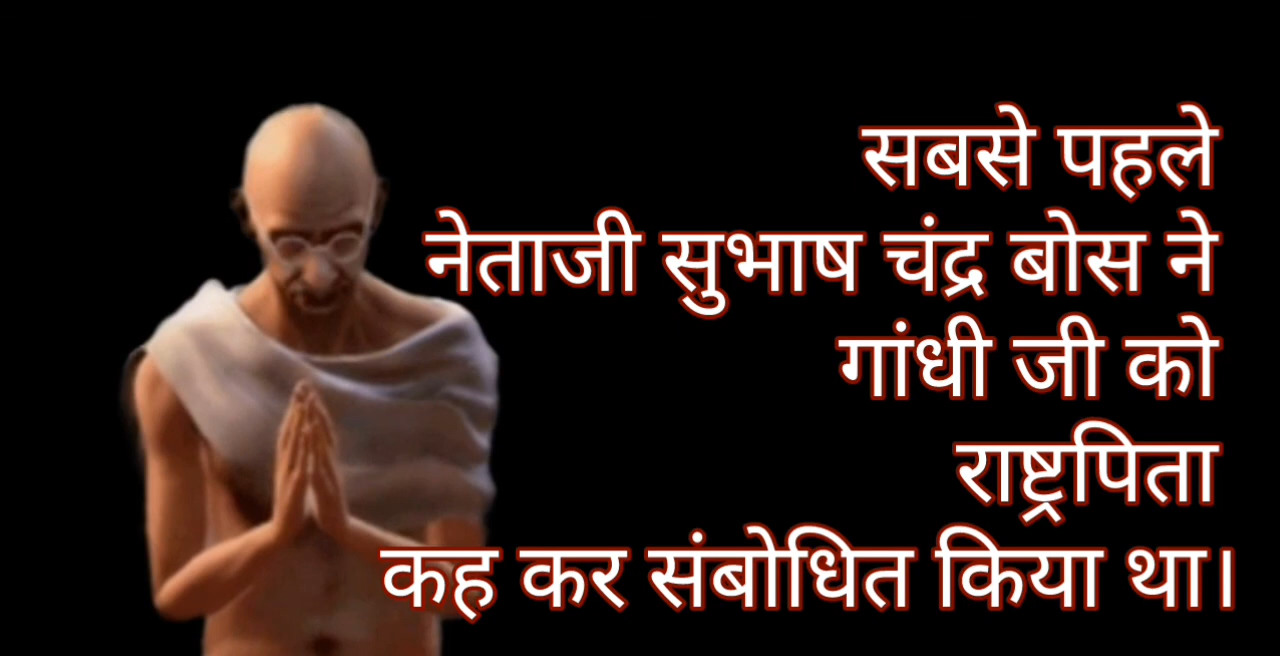 सबसे पहले
नेताजी सुभाष चंद्र बोस ने
गांधी जी को
राष्ट्रपिता
कह कर संबोधित किया था।